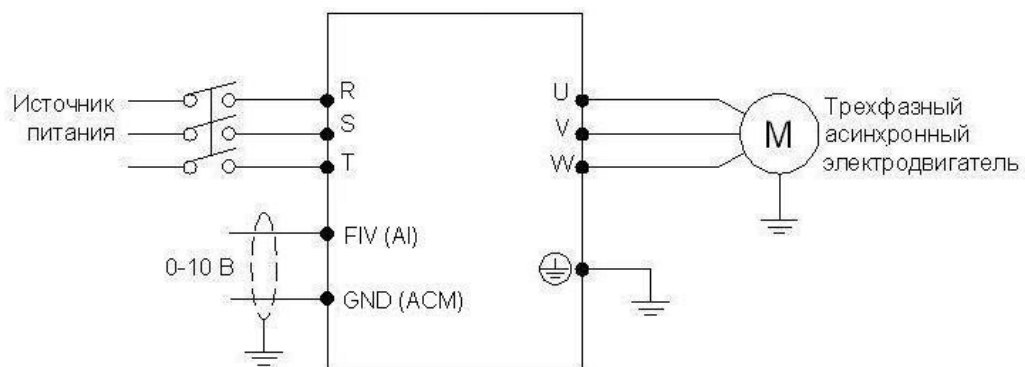 Источник
питания
R
S
T
FIV (AI)
0-10 В
GND (ACM)
U
V
W
M
Трехфазный
асинхронный
электродвигатель